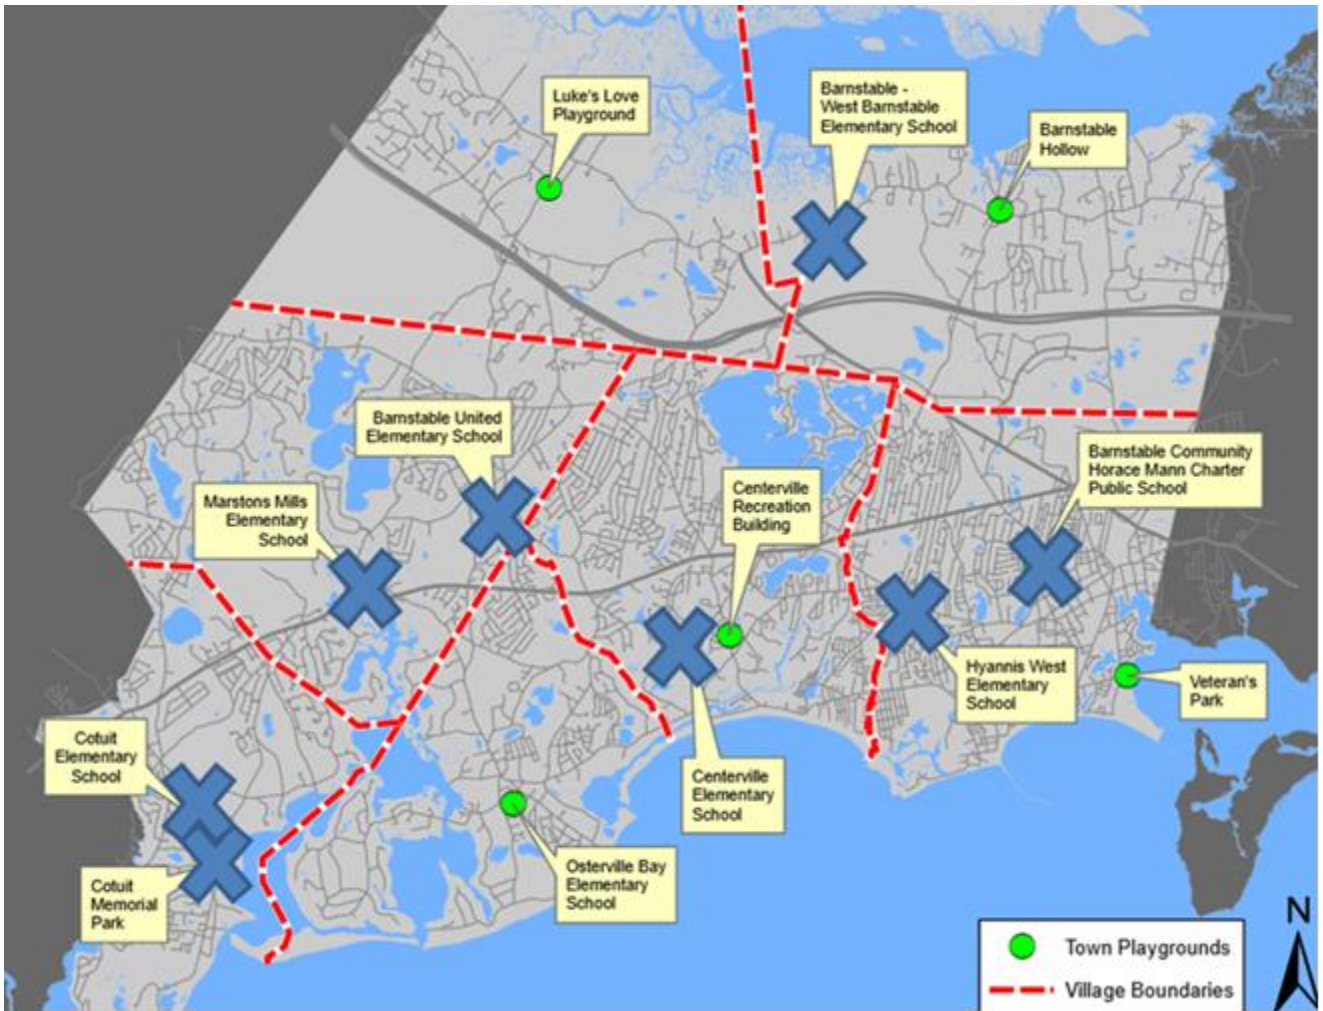 Luke's Love
Playground
Barnstable -
West Barnstable
Elementary School
Barnstable
Hollow
Barnstable United
Elementary School
Barnstable Community
Horace Mann Charter
Public School
Centerville
Recreation
Building
Marstons Mills
Elementary
School
Hyannis West
Elementary
School
Veteran's
Park
Cotuit
Elementary
School
Centerville
Elementary
School
Osterville Bay
Elementary
School
Cotuit
Memorial
Park
N
Town Playgrounds
Village Boundaries